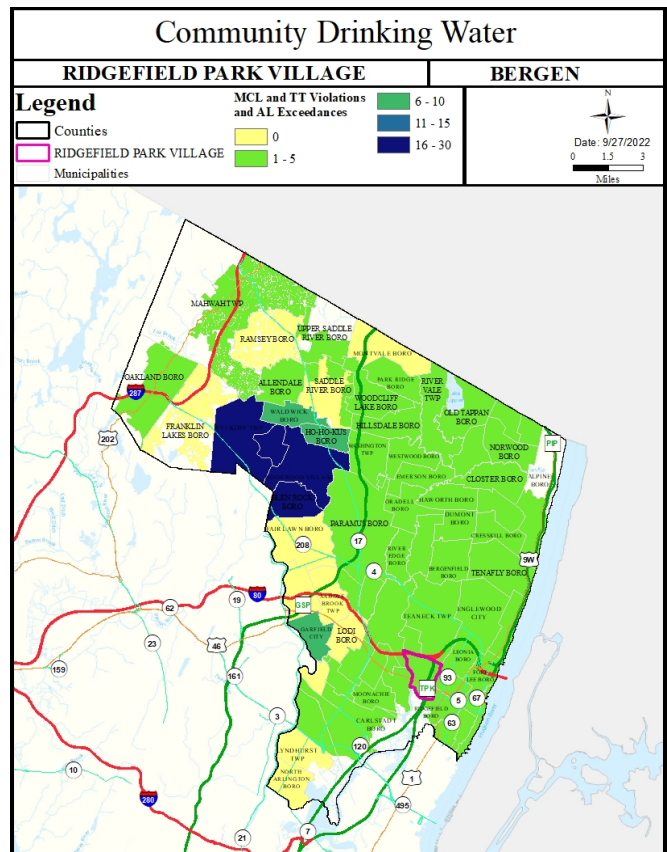 Community Drinking Water
RIDGEFIELD PARK VILLAGE
BERGEN
Legend
Counties
RIDGEFIELD PARK VILLAGE
Municipalities
MCL and TT Violations
and AL Exceedances
0
1 - 5
6 - 10
11 - 15
16 - 30
N
Date: 9/27/2022
0 1.5 3
Miles
MAHWAH TWP
RAMSEY BORO
UPPER SADDLE
RIVER BORO
MONTVALE BORO
OAKLAND BORO
287
ALLENDALE
BORO
SADDLE
RIVER BORO
PARK RIDGE
BORO
RIVER
VALE
TWP
WOODCLIFF
LAKE BORO
OLD TAPPAN
BORO
FRANKLIN
LAKES BORO
202
WALDWICK
BORO
HO-HO-KUS
BORO
HILLSDALE BORO
WASHINGTON
TWP
WESTWOOD BORO
NORWOOD
BORO
PIP
EMERSON BORO
CLOSTER BORO
ALPINE
BORO
GLEN ROCK
BORO
ORADELL
BORO
HAWORTH BORO
DUMONT
BORO
PARAMUS BORO
FAIR LAWN BORO
208
17
CRESSKILL BORO
RIVER
EDGE
BORO
4
BERGENFIELD
BORO
TENAFLY BORO
9W
80
19
62
GSP
BROOK
TWP
ENGLEWOOD
CITY
TEANECK TWP
GARFIELD
CITY
LODI
BORO
23
46
159
161
LEONIA
BORO
FORT
LEE BORO
93
TPK
5
67
63
MOONACHIE
BORO
BORO
CARLSTADT
BORO
3
120
LYNDHURST
TWP
NORTH
ARLINGTON
BORO
10
280
1
495
21
7